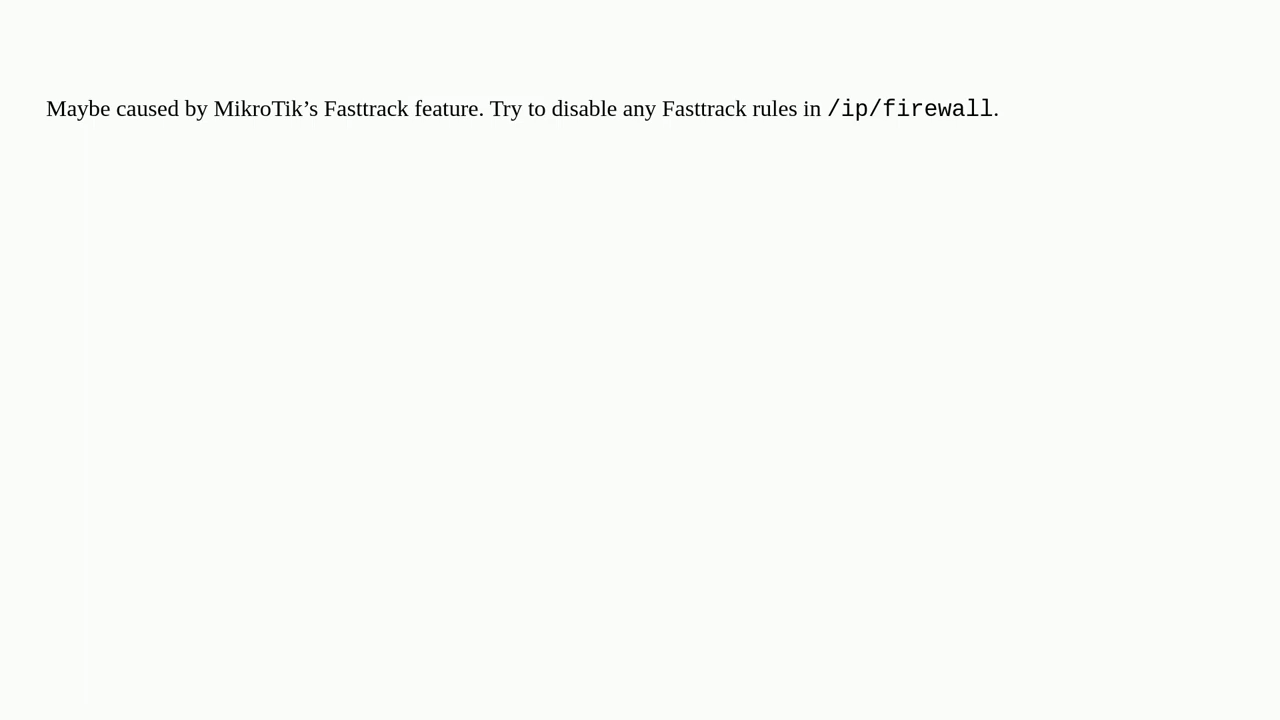 Maybe caused by MikroTik’s Fasttrack feature. Try to disable any Fasttrack rules in /ip/firewall.